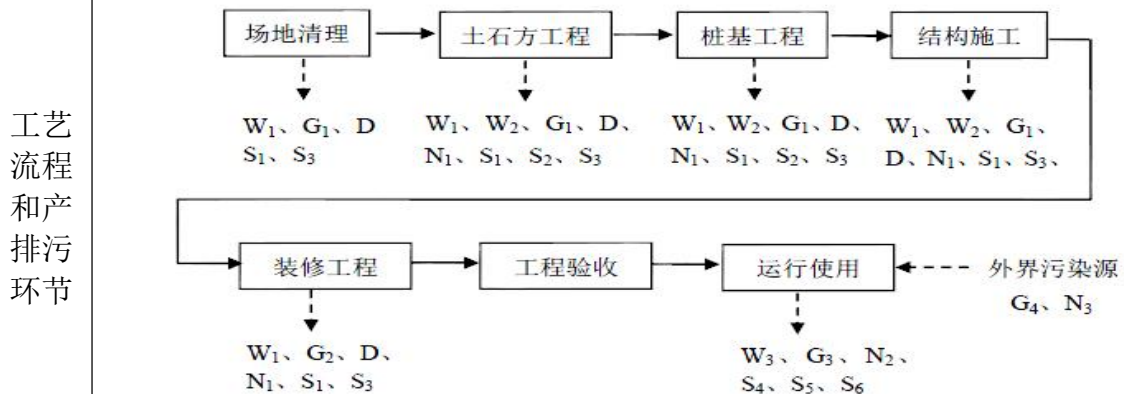 工艺
流程
和产
排污
环节
场地清理
土石方工程
桩基工程
结构施工
W₁、G₁、D
S₁、S₃
W₁、W₂、G₁、D、
N₁、S₁、S₂、S₃
W₁、W₂、G₁、D、
N₁、S₁、S₂、S₃
W₁、W₂、G₁、
D、N₁、S₁、S₃、
装修工程
工程验收
运行使用
外界污染源
G₄、N₃
W₁、G₂、D、
N₁、S₁、S₃
W₃、G₃、N₂、
S₄、S₅、S₆